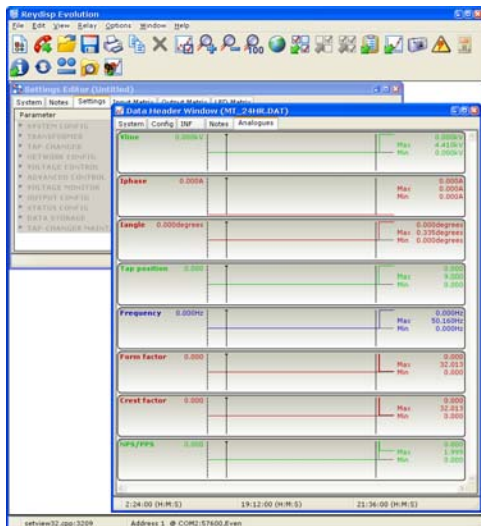 Reydisp Evolution
File Edit View Relay Options Window Help
Settings Editor (Untitled)
System Notes Settings Input Matrix Output Matrix LED Matrix
Parameter
SYSTEM CONFIG
TRANSFORMER
TAP CHANGER
NETWORK CONFIG
VOLTAGE CONTROL
ADVANCED CONTROL
VOLTAGE MONITOR
OUTPUT CONFIG
STATUS CONFIG
DATA STORAGE
TAP CHANGER MAINT
Data Header Window (MT_24HR.DAT)
System Config INF Notes Analogues
Vline 0.000kV 0.000kV
Max 4.410kV
Min 0.000kV
Iphase 0.000A 0.000A
Max 0.000A
Min 0.000A
Iangle 0.000degrees 0.000degrees
Max 0.335degrees
Min 0.000degrees
Tap position 0.000 0.000
Max 9.000
Min 0.000
Frequency 0.000Hz 0.000Hz
Max 50.160Hz
Min 0.000Hz
Form factor 0.000 0.000
Max 32.013
Min 0.000
Crest factor 0.000 0.000
Max 32.013
Min 0.000
NPS/PPS 0.000 0.000
Max 1.999
Min 0.000
2:24:00 (H:M:S) 19:12:00 (H:M:S) 21:36:00 (H:M:S)
setview32.cpp:3209 Address 1 @ COM2:57600,Even